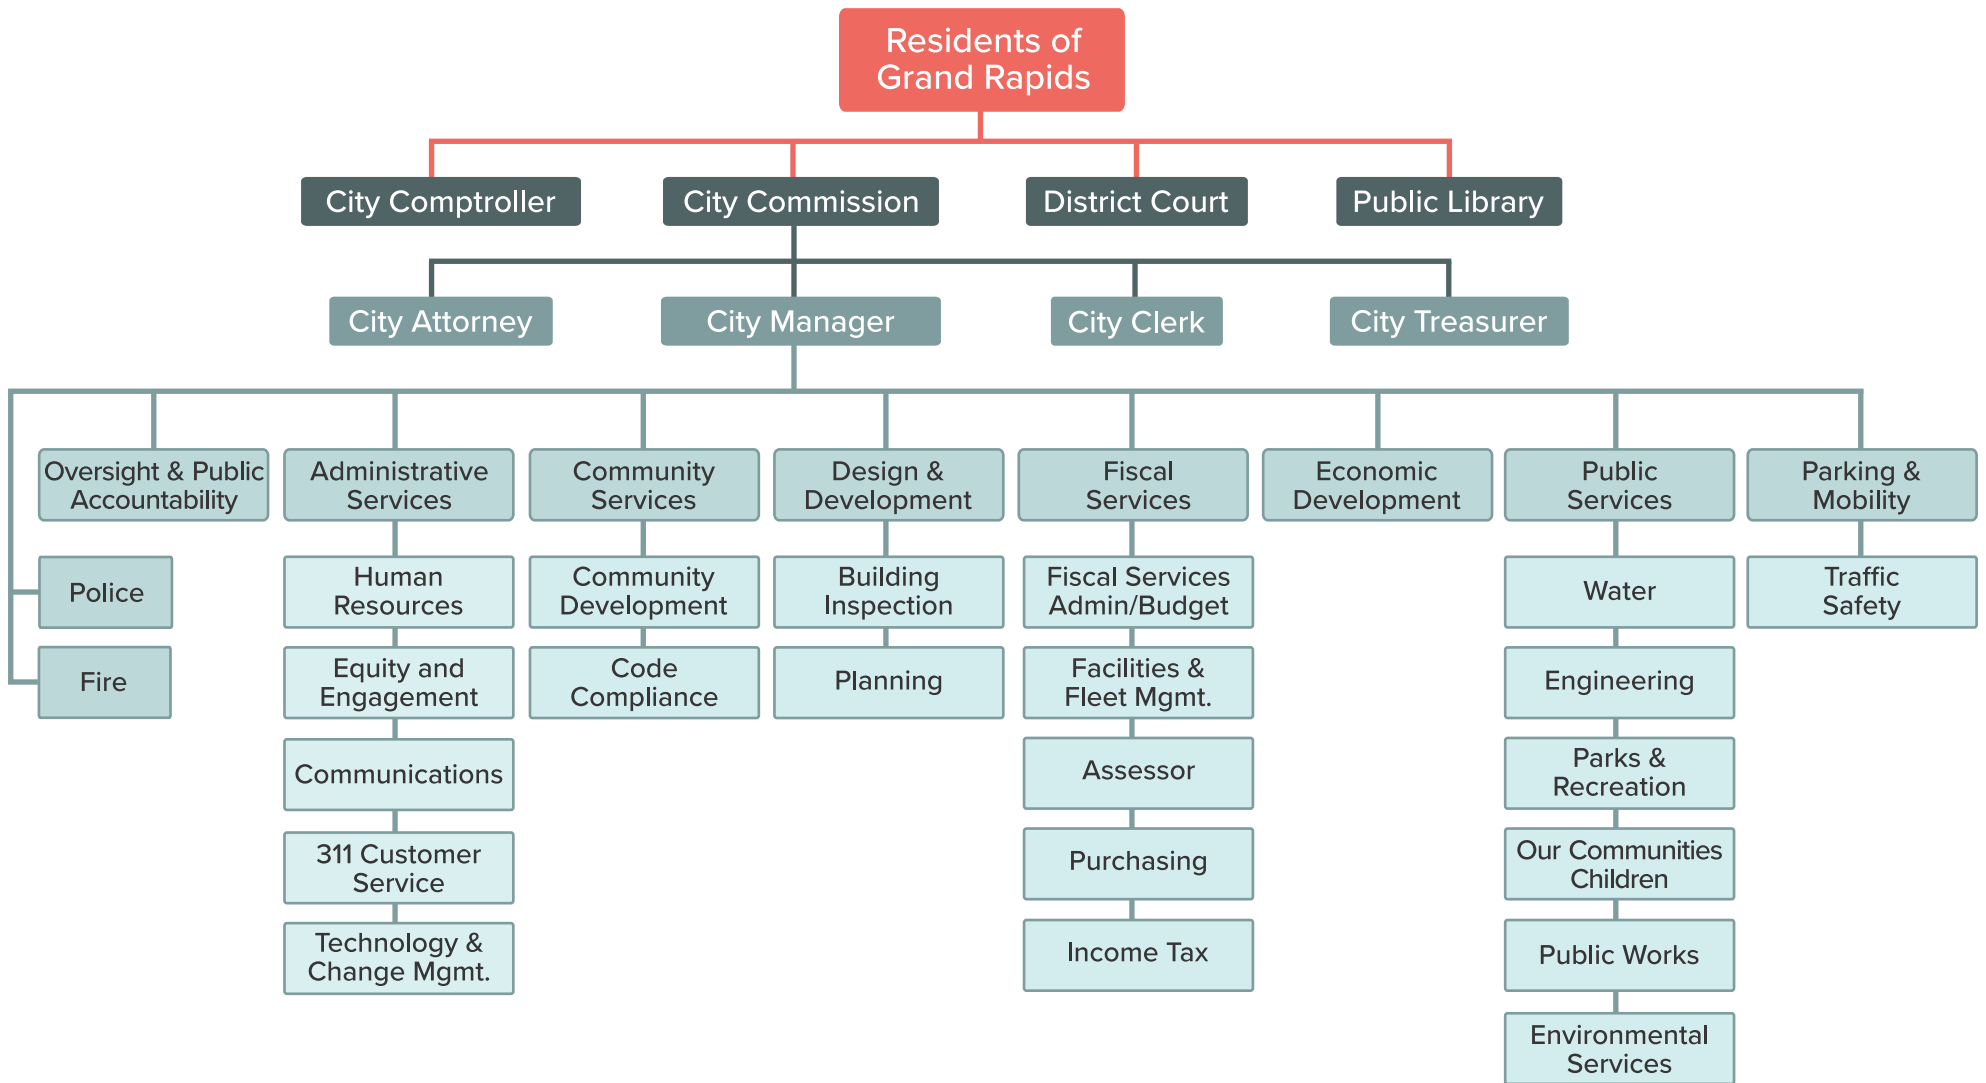 Residents of
Grand Rapids
City Comptroller
City Commission
District Court
Public Library
City Attorney
City Manager
City Clerk
City Treasurer
Oversight & Public
Accountability
Administrative
Services
Community
Services
Design &
Development
Fiscal
Services
Economic
Development
Public
Services
Parking &
Mobility
Police
Fire
Human
Resources
Equity and
Engagement
Communications
311 Customer
Service
Technology &
Change Mgmt.
Community
Development
Code
Compliance
Building
Inspection
Planning
Fiscal Services
Admin/Budget
Facilities &
Fleet Mgmt.
Assessor
Purchasing
Income Tax
Water
Engineering
Parks &
Recreation
Our Communities
Children
Public Works
Environmental
Services
Traffic
Safety